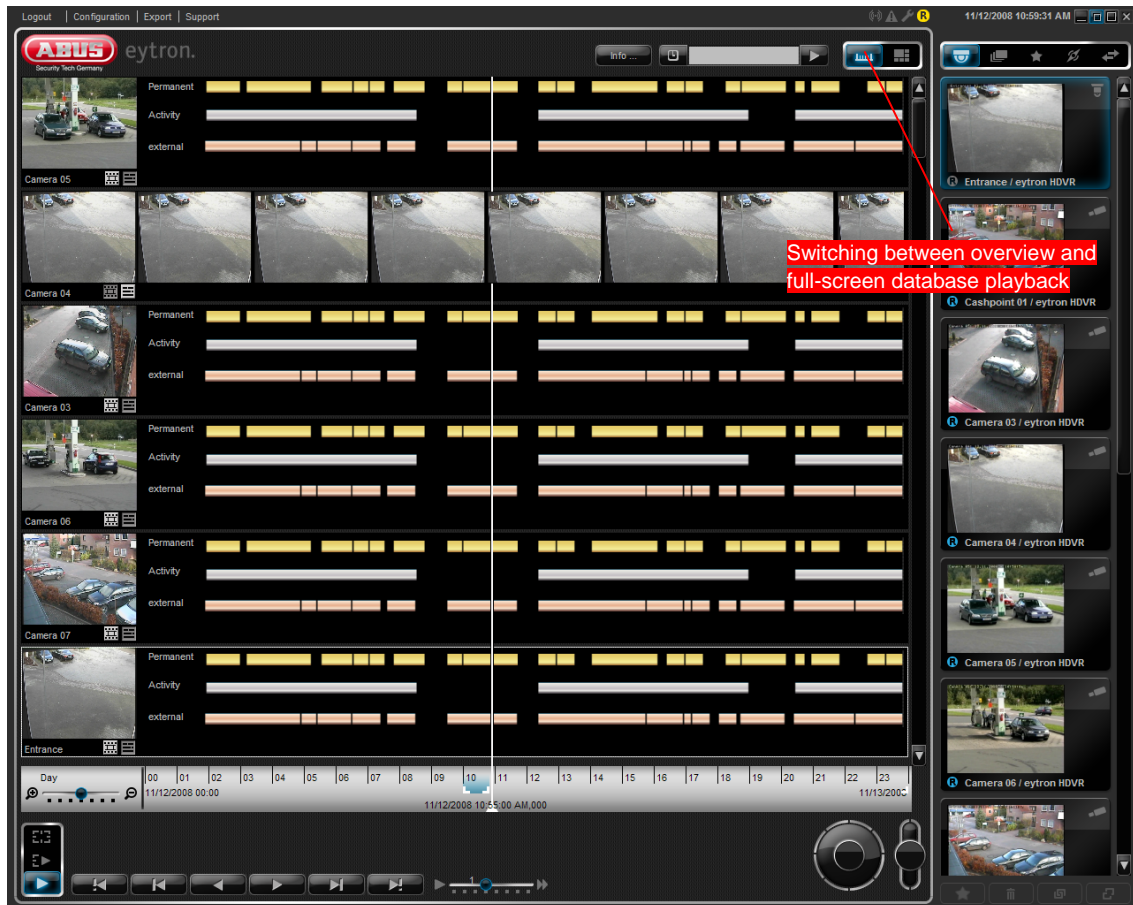 Logout | Configuration | Export | Support
R
11/12/2008 10:59:31 AM
ABUS eytron.
Security Tech Germany
Info ...
Permanent
Activity
external
Camera 05
Camera 04
Permanent
Activity
external
Camera 03
Permanent
Activity
external
Camera 06
Permanent
Activity
external
Camera 07
Permanent
Activity
external
Entrance
Day
00 01 02 03 04 05 06 07 08 09 10 11 12 13 14 15 16 17 18 19 20 21 22 23
11/12/2008 00:00
11/13/2008
11/12/2008 10:55:00 AM,000
1
Switching between overview and
full-screen database playback
R Entrance / eytron HDVR
R Cashpoint 01 / eytron HDVR
R Camera 03 / eytron HDVR
R Camera 04 / eytron HDVR
R Camera 05 / eytron HDVR
R Camera 06 / eytron HDVR